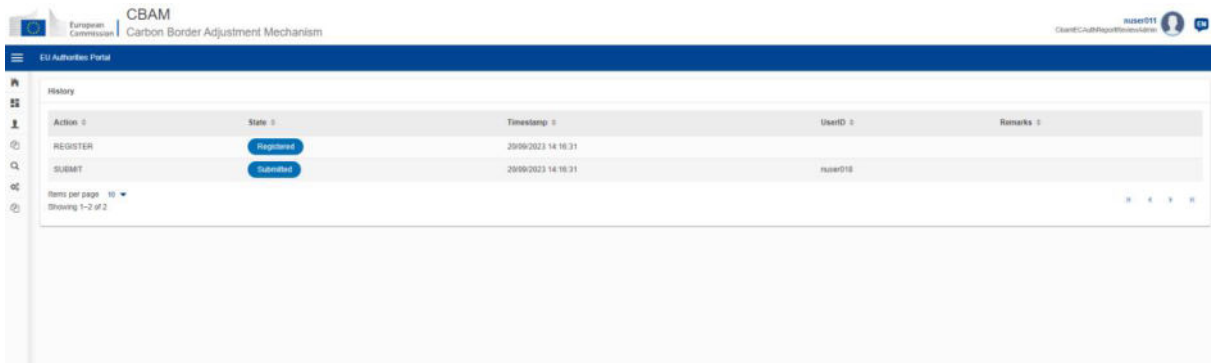 CBAM
European
Commission
Carbon Border Adjustment Mechanism
nuser011
EN
EU Authorities Portal
History
Action State Timestamp UserID Remarks
REGISTER Registered 20/09/2023 14:16:31
SUBMIT Submitted 20/09/2023 14:16:31 nuser018
Items per page 10
Showing 1–2 of 2